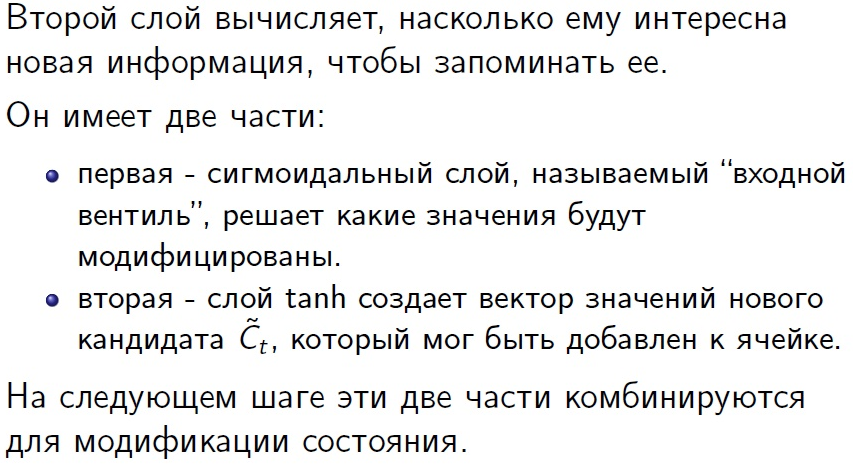 Второй слой вычисляет, насколько ему интересна
новая информация, чтобы запоминать ее.
Он имеет две части:
первая - сигмоидальный слой, называемый “входной
вентиль”, решает какие значения будут
модифицированы.
вторая - слой tanh создает вектор значений нового
кандидата C̃ₜ, который мог быть добавлен к ячейке.
На следующем шаге эти две части комбинируются
для модификации состояния.